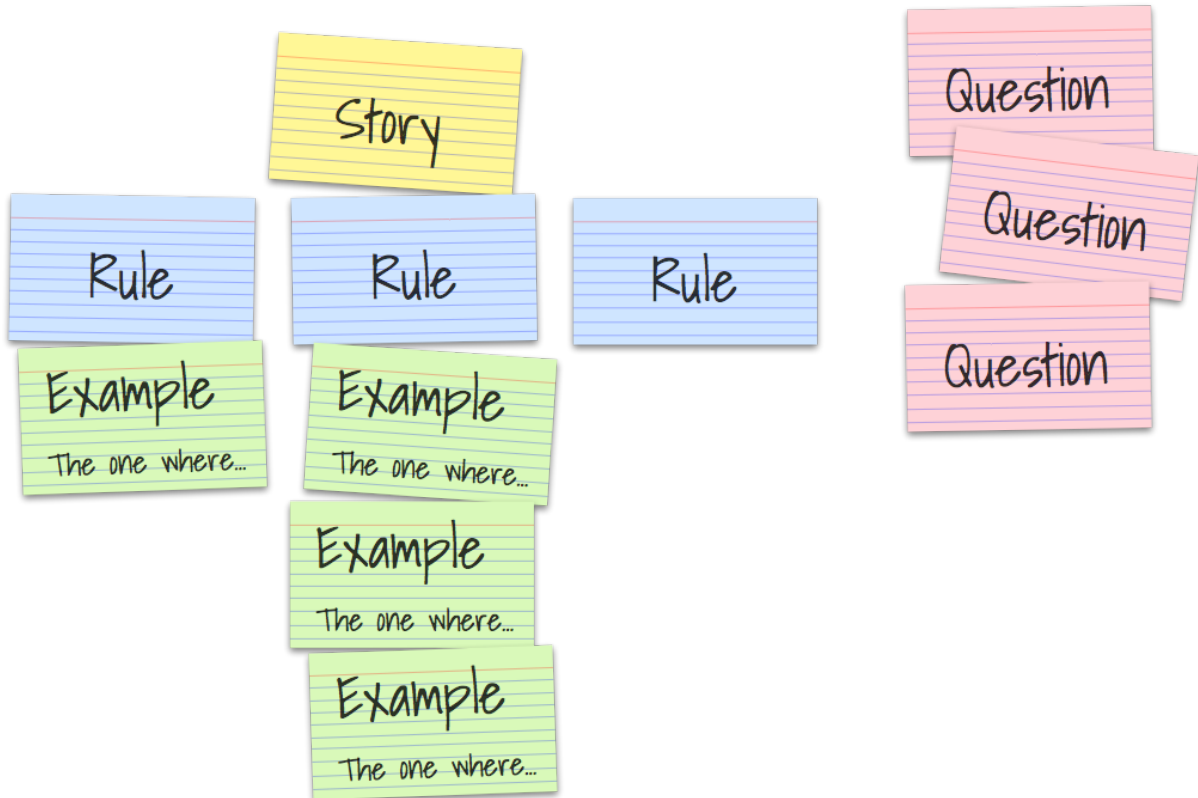 Story
Rule
Rule
Rule
Example
The one where...
Example
The one where...
Example
The one where...
Example
The one where...
Question
Question
Question